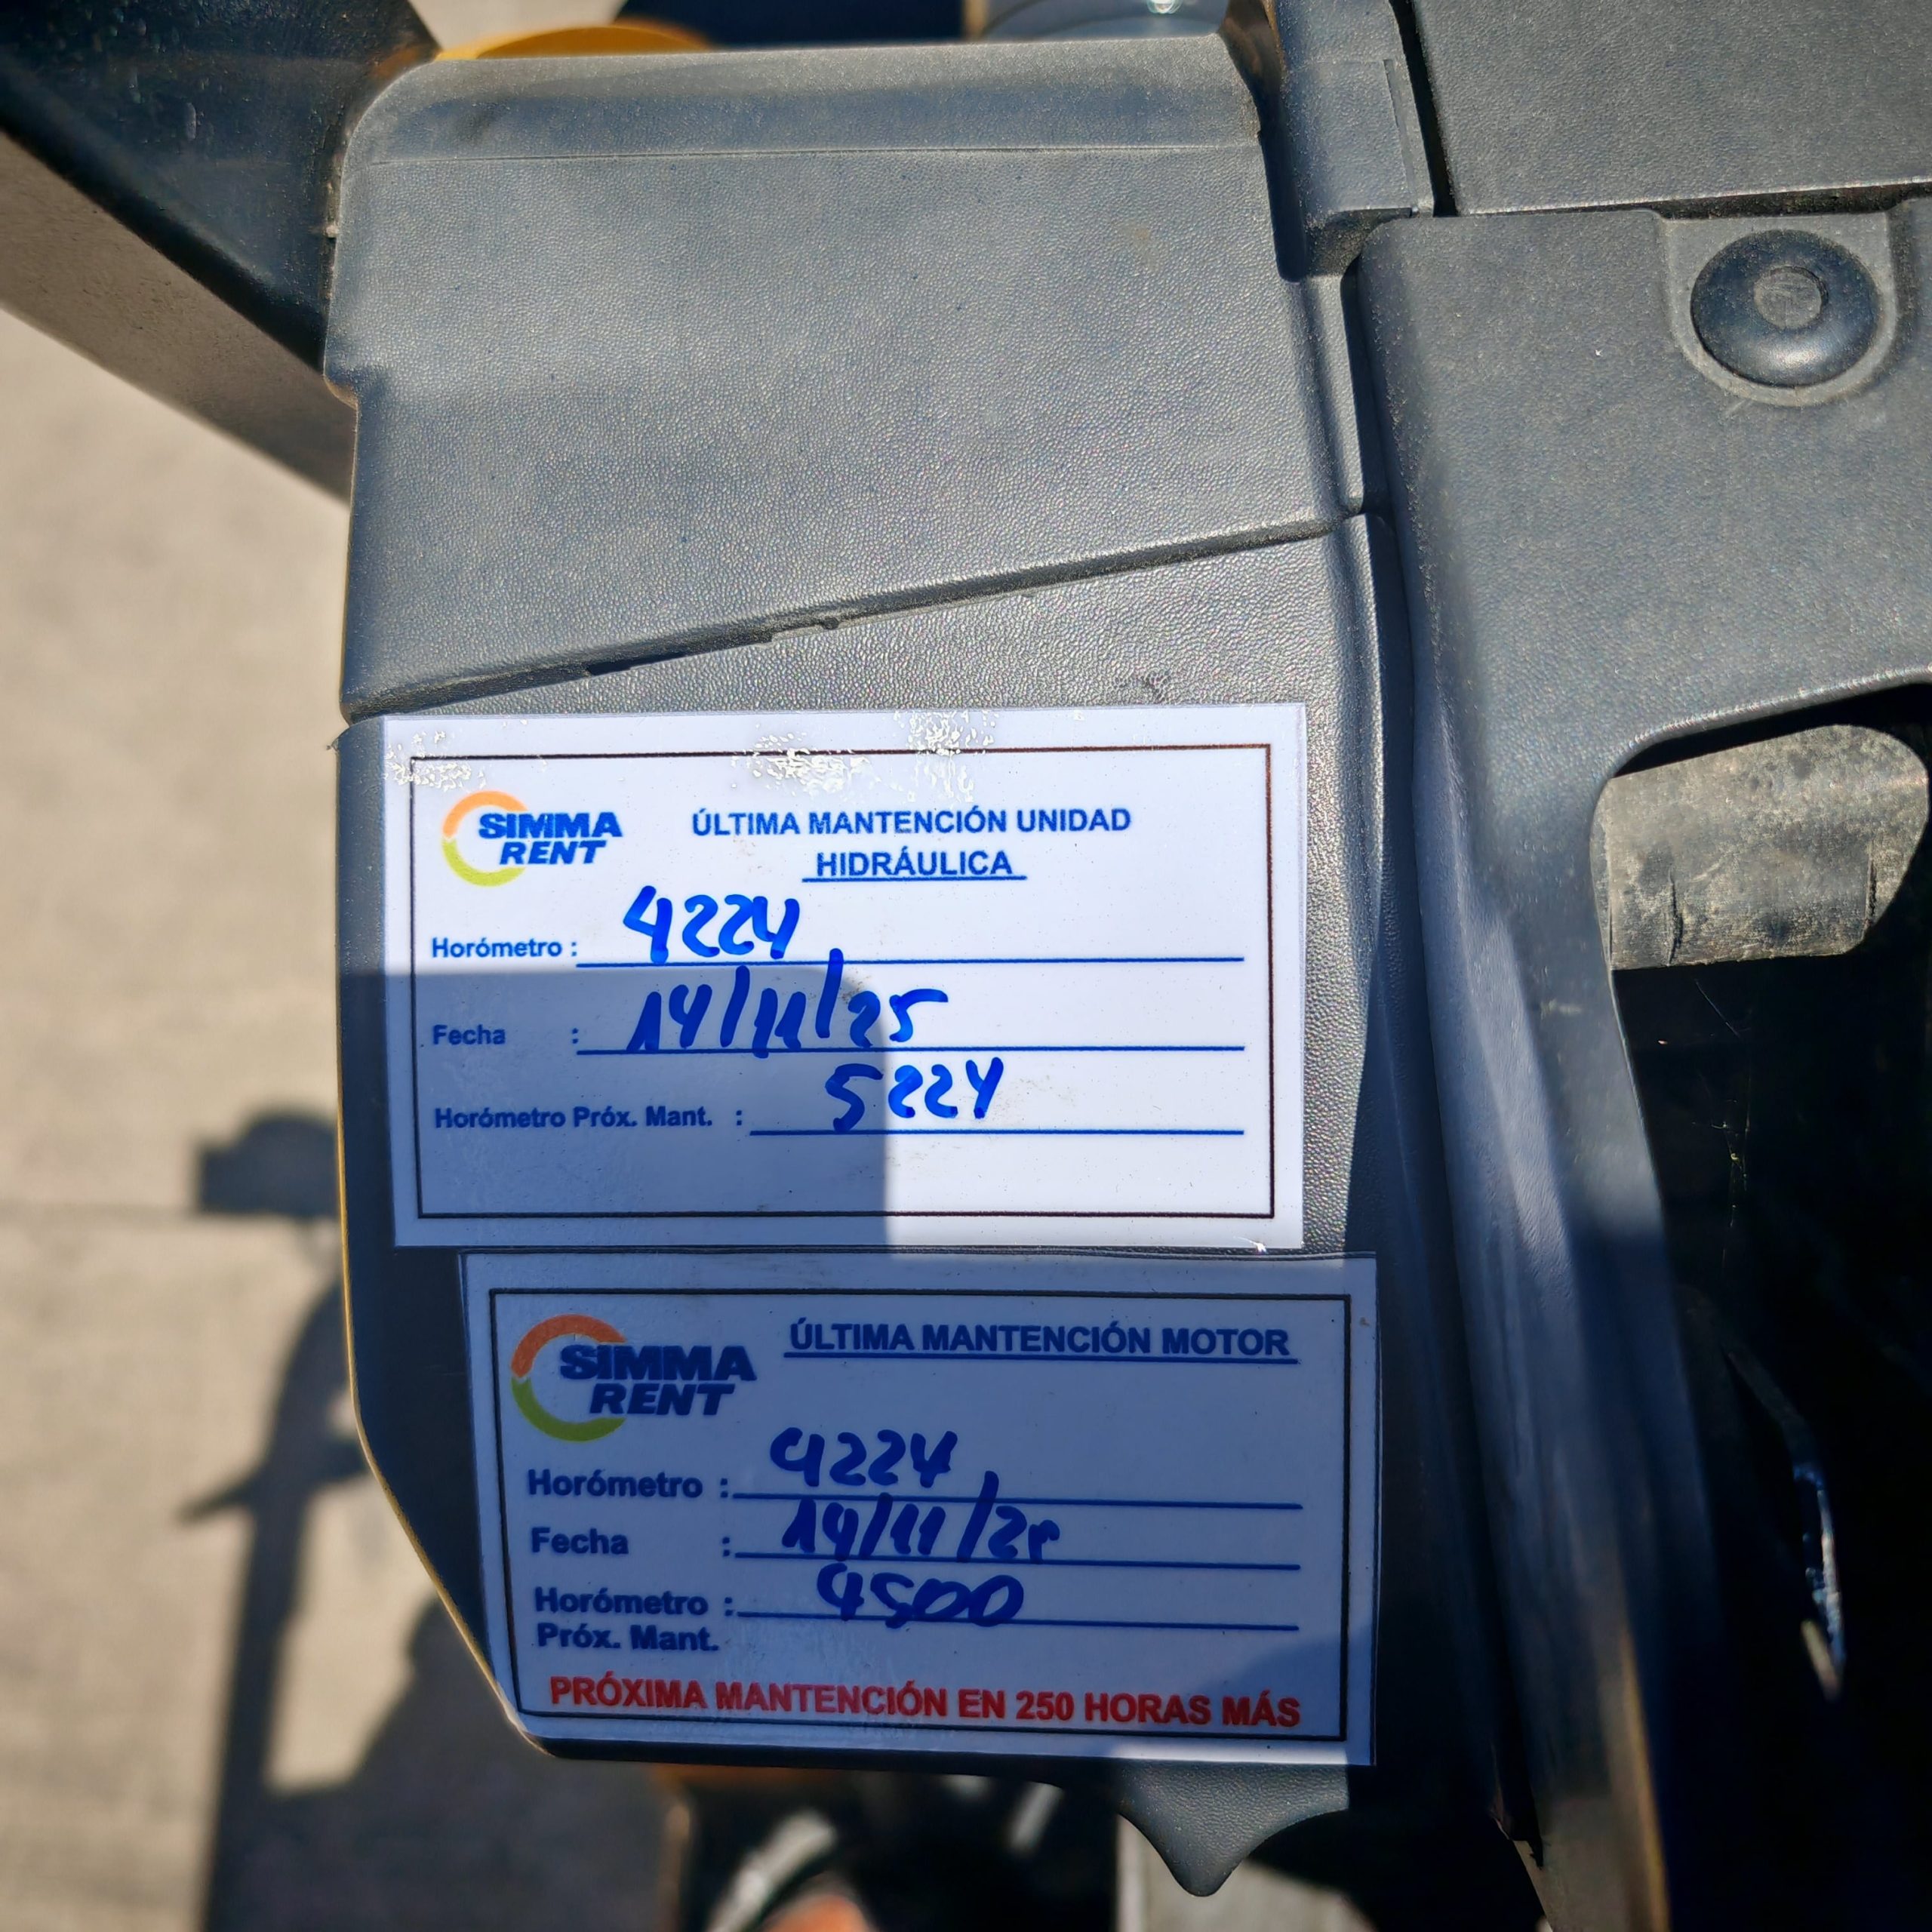 SIMMA
RENT
ÚLTIMA MANTENCIÓN UNIDAD
HIDRÁULICA
Horómetro : 4224
Fecha : 14/11/25
Horómetro Próx. Mant. : 5224
SIMMA
RENT
ÚLTIMA MANTENCIÓN MOTOR
Horómetro : 4224
Fecha : 14/11/25
Horómetro : 4500
Próx. Mant.
PRÓXIMA MANTENCIÓN EN 250 HORAS MÁS